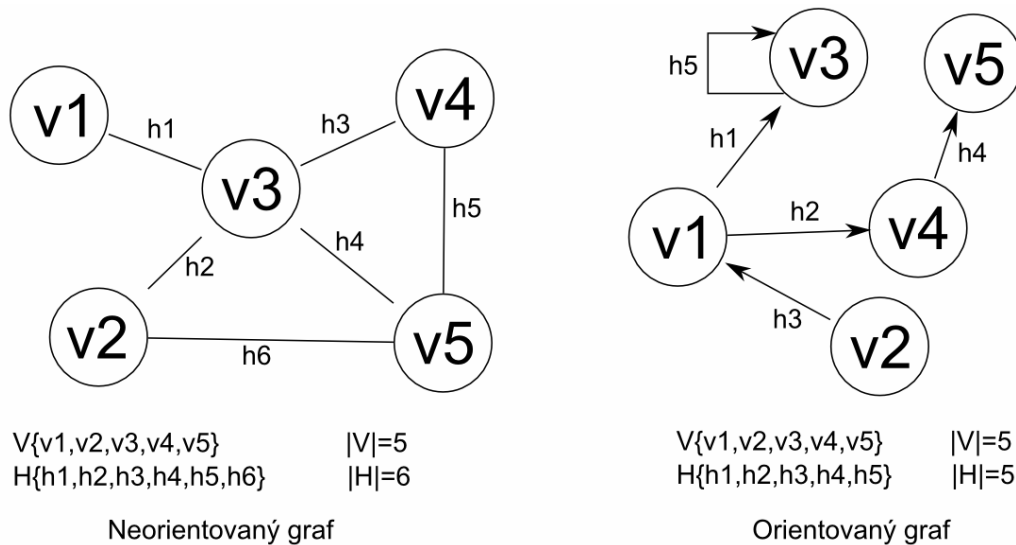 v1
h1
v3
h3
v4
h2
h4
h5
v2
h6
v5
V{v1,v2,v3,v4,v5} |V|=5
H{h1,h2,h3,h4,h5,h6} |H|=6
Neorientovaný graf
h5
v3
v5
h1
h4
v1
h2
v4
h3
v2
V{v1,v2,v3,v4,v5} |V|=5
H{h1,h2,h3,h4,h5} |H|=5
Orientovaný graf